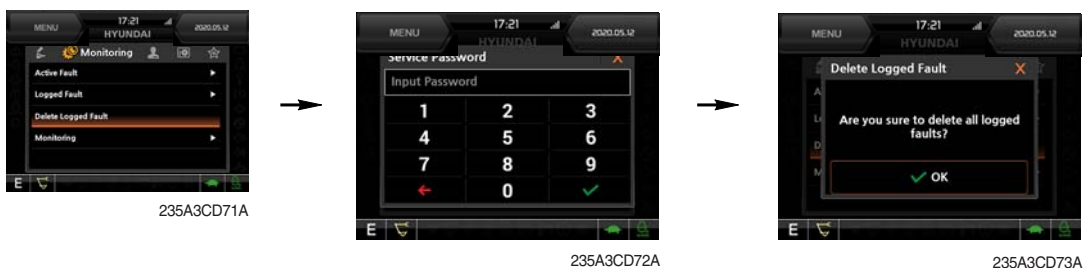 MENU
17:21
HYUNDAI
2020.05.12
Monitoring
Active Fault
Logged Fault
Delete Logged Fault
Monitoring
E
235A3CD71A
MENU
17:21
HYUNDAI
2020.05.12
Service Password
X
Input Password
1 2 3
4 5 6
7 8 9
0
E
235A3CD72A
MENU
17:21
HYUNDAI
2020.05.12
Delete Logged Fault X
A
L
D
M
Are you sure to delete all logged
faults?
OK
E
235A3CD73A